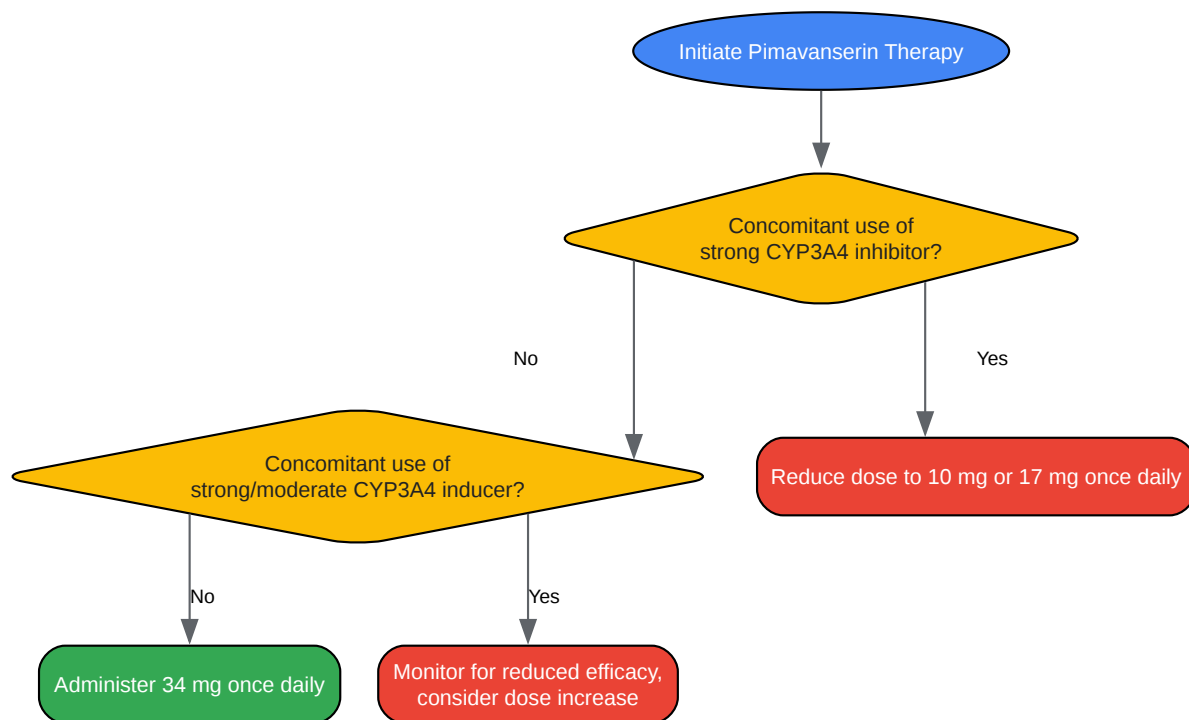 Initiate Pimavanserin Therapy
Concomitant use of
strong CYP3A4 inhibitor?
No
Yes
Concomitant use of
strong/moderate CYP3A4 inducer?
Reduce dose to 10 mg or 17 mg once daily
No
Yes
Administer 34 mg once daily
Monitor for reduced efficacy,
consider dose increase